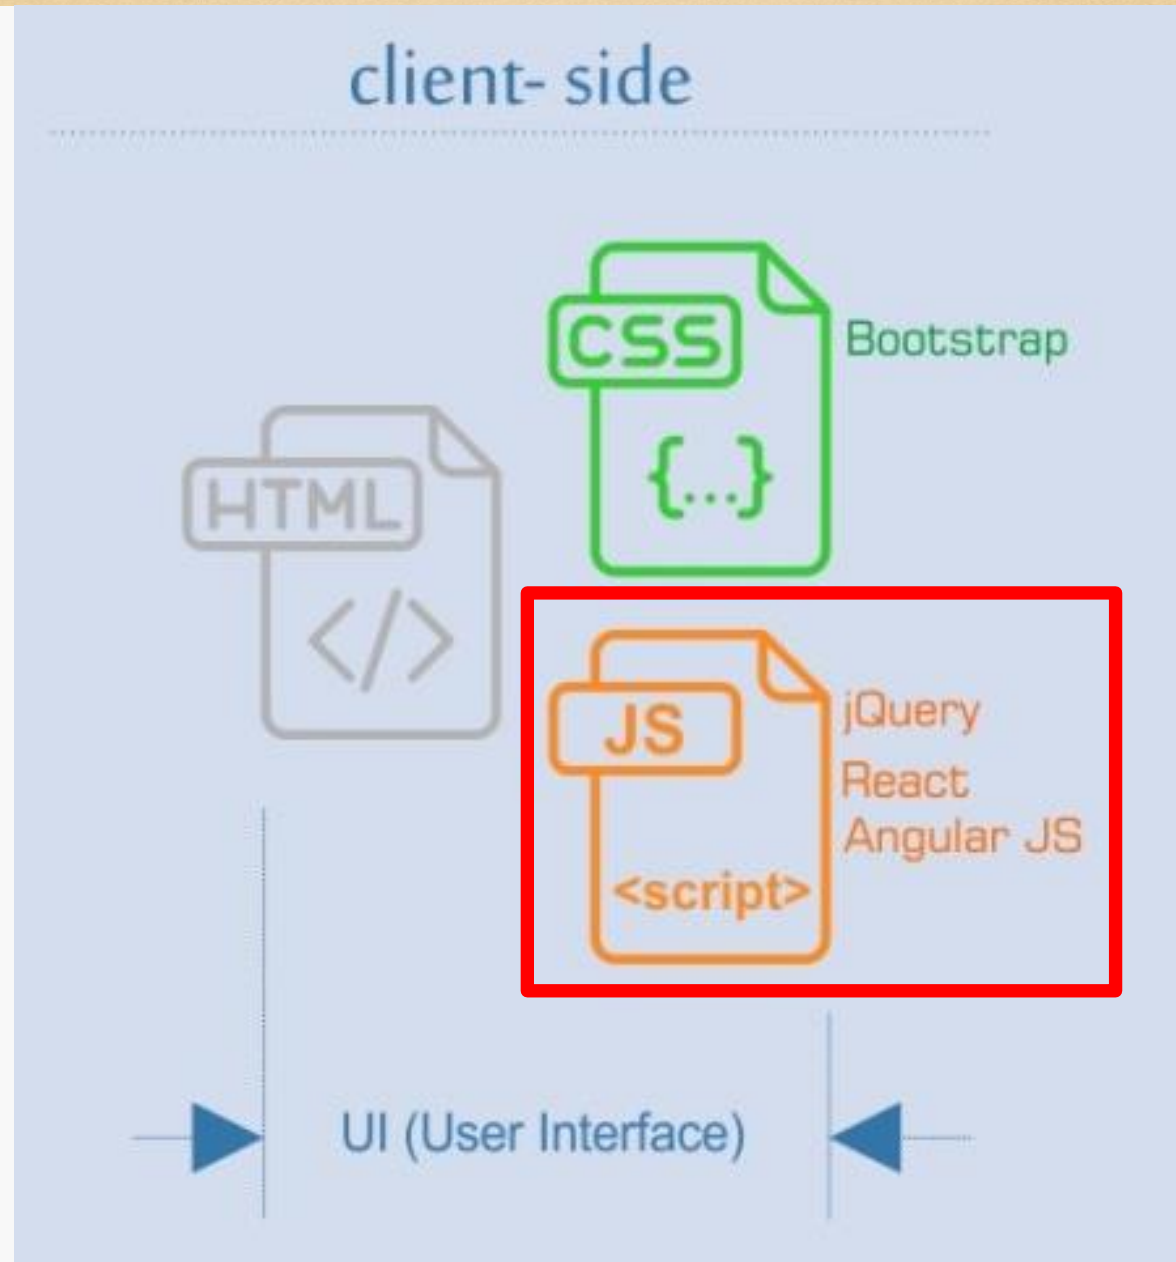 client- side
CSS
Bootstrap
{...}
HTML
</>
JS
jQuery
React
Angular JS
<script>
UI (User Interface)